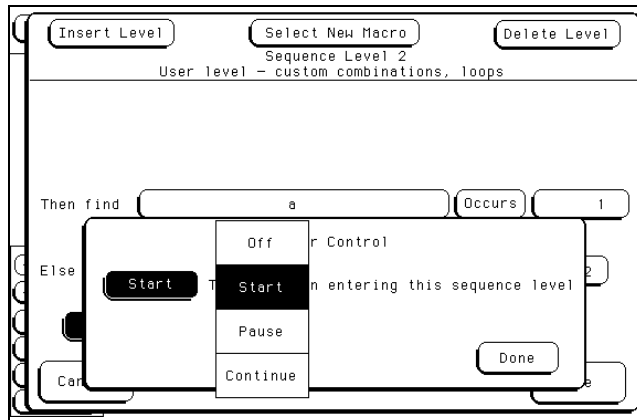 Insert Level
Select New Macro
Delete Level
Sequence Level 2
User level — custom combinations, loops
Then find
a
Occurs
1
Off
Control
Else
2
Start
Start
entering this sequence level
Pause
Done
Continue